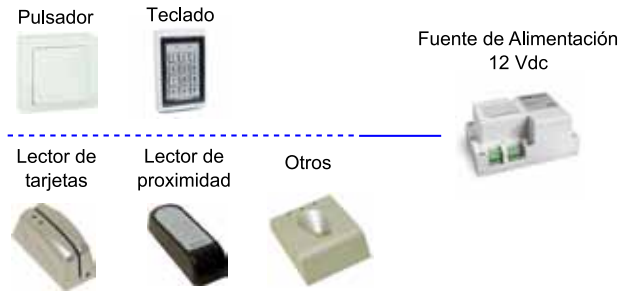 Pulsador
Teclado
Fuente de Alimentación
12 Vdc
Lector de
tarjetas
Lector de
proximidad
Otros